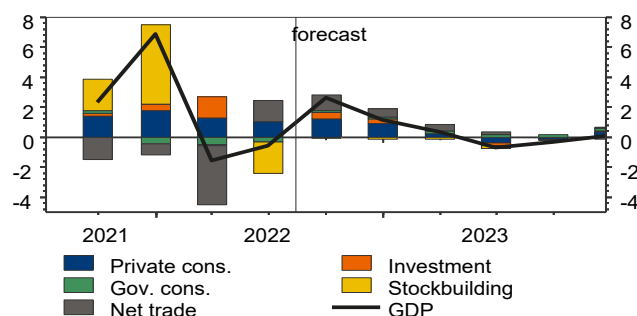 8 8
forecast
6 6
4 4
2 2
0 0
-2 -2
-4 -4
2021 2022 2023
Private cons. Investment
Gov. cons. Stockbuilding
Net trade GDP